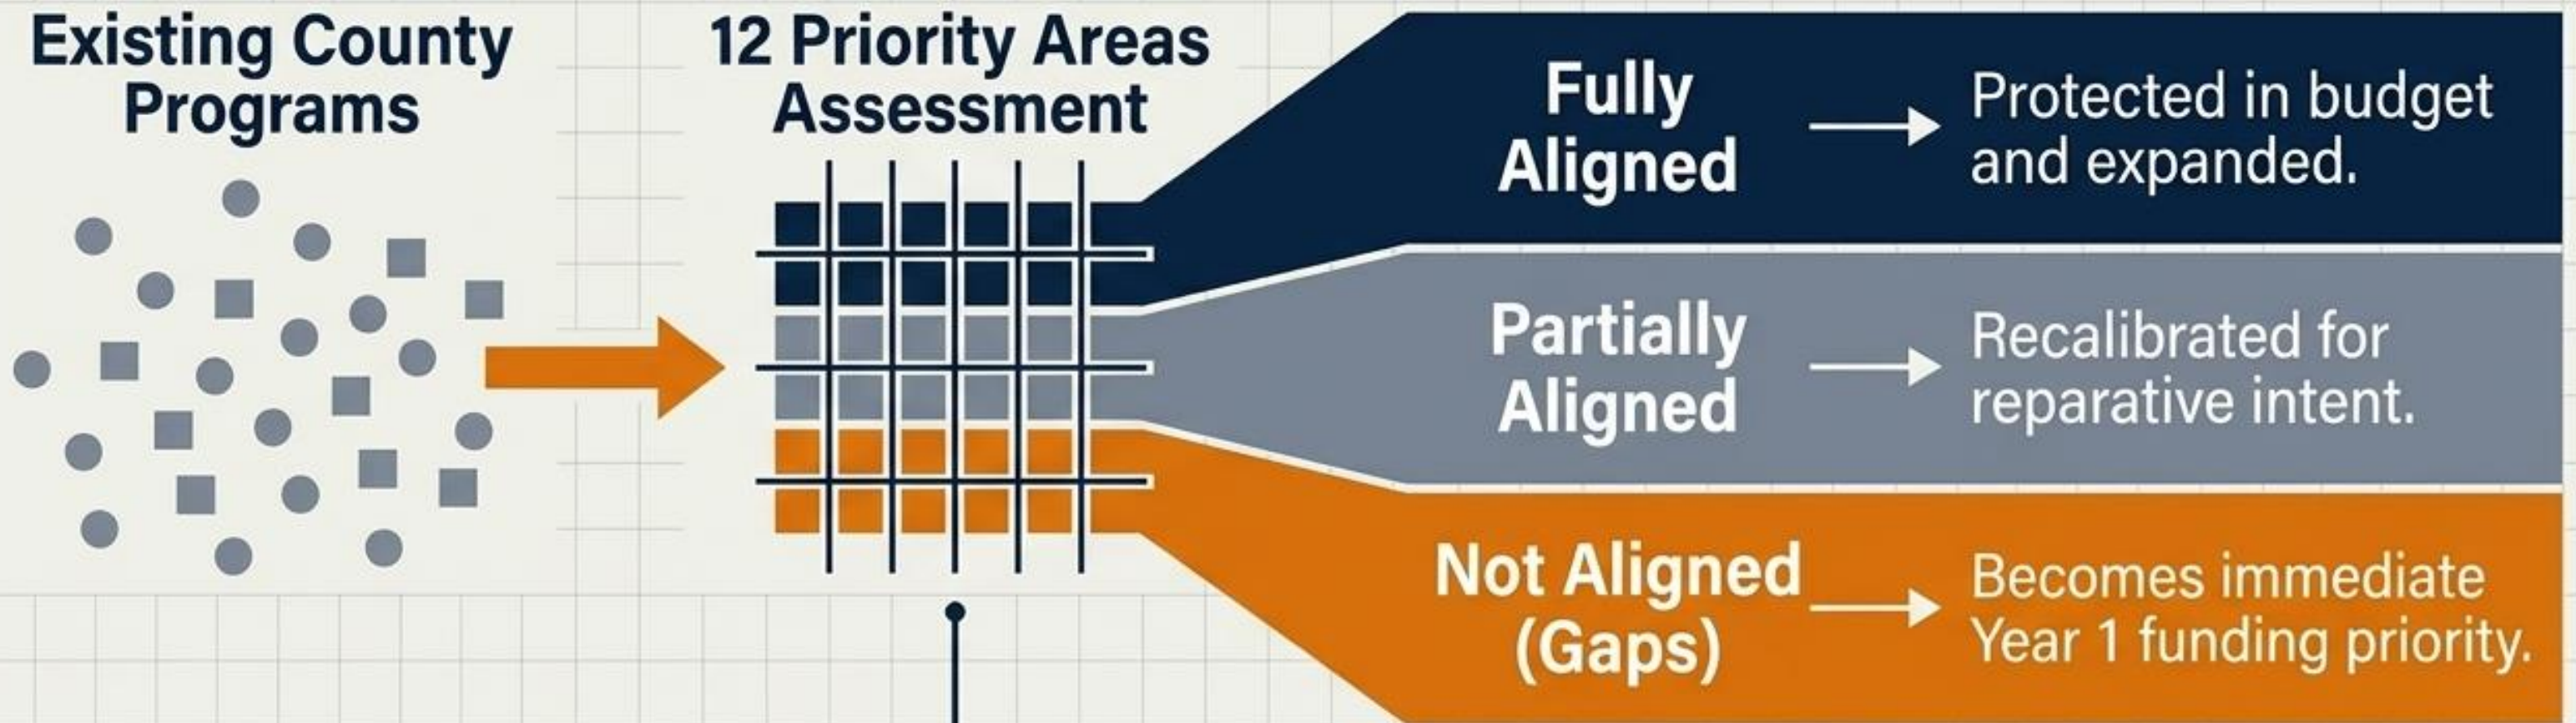 Existing County
Programs
12 Priority Areas
Assessment
Fully
Aligned
Protected in budget
and expanded.
Partially
Aligned
Recalibrated for
reparative intent.
Not Aligned
(Gaps)
Becomes immediate
Year 1 funding priority.